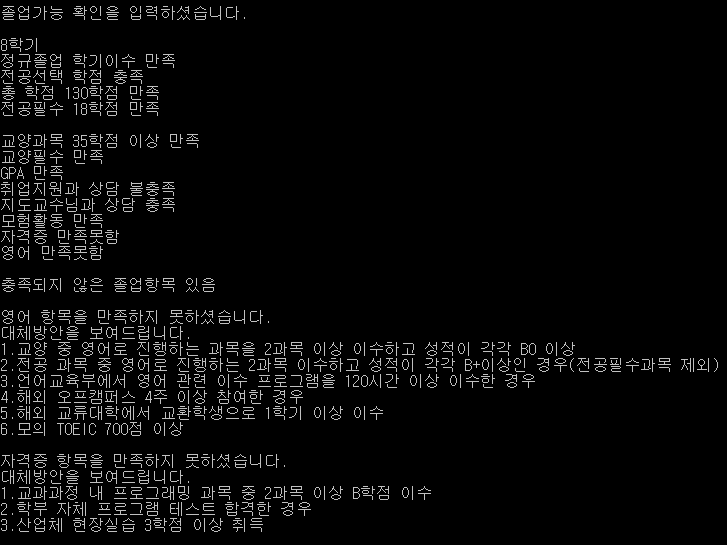 졸업가능 확인을 입력하셨습니다.
8학기
정규졸업 학기이수 만족
전공선택 학점 충족
총 학점 130학점 만족
전공필수 18학점 만족
교양과목 35학점 이상 만족
교양필수 만족
GPA 만족
취업지원과 상담 불충족
지도교수님과 상담 충족
모험활동 만족
자격증 만족못함
영어 만족못함
충족되지 않은 졸업항목 있음
영어 항목을 만족하지 못하셨습니다.
대체방안을 보여드립니다.
1.교양 중 영어로 진행하는 과목을 2과목 이상 이수하고 성적이 각각 B0 이상
2.전공 과목 중 영어로 진행하는 2과목 이수하고 성적이 각각 B+이상인 경우(전공필수과목 제외)
3.언어교육부에서 영어 관련 이수 프로그램을 120시간 이상 이수한 경우
4.해외 오프캠퍼스 4주 이상 참여한 경우
5.해외 교류대학에서 교환학생으로 1학기 이상 이수
6.모의 TOEIC 700점 이상
자격증 항목을 만족하지 못하셨습니다.
대체방안을 보여드립니다.
1.교과과정 내 프로그래밍 과목 중 2과목 이상 B학점 이수
2.학부 자체 프로그램 테스트 합격한 경우
3.산업체 현장실습 3학점 이상 취득